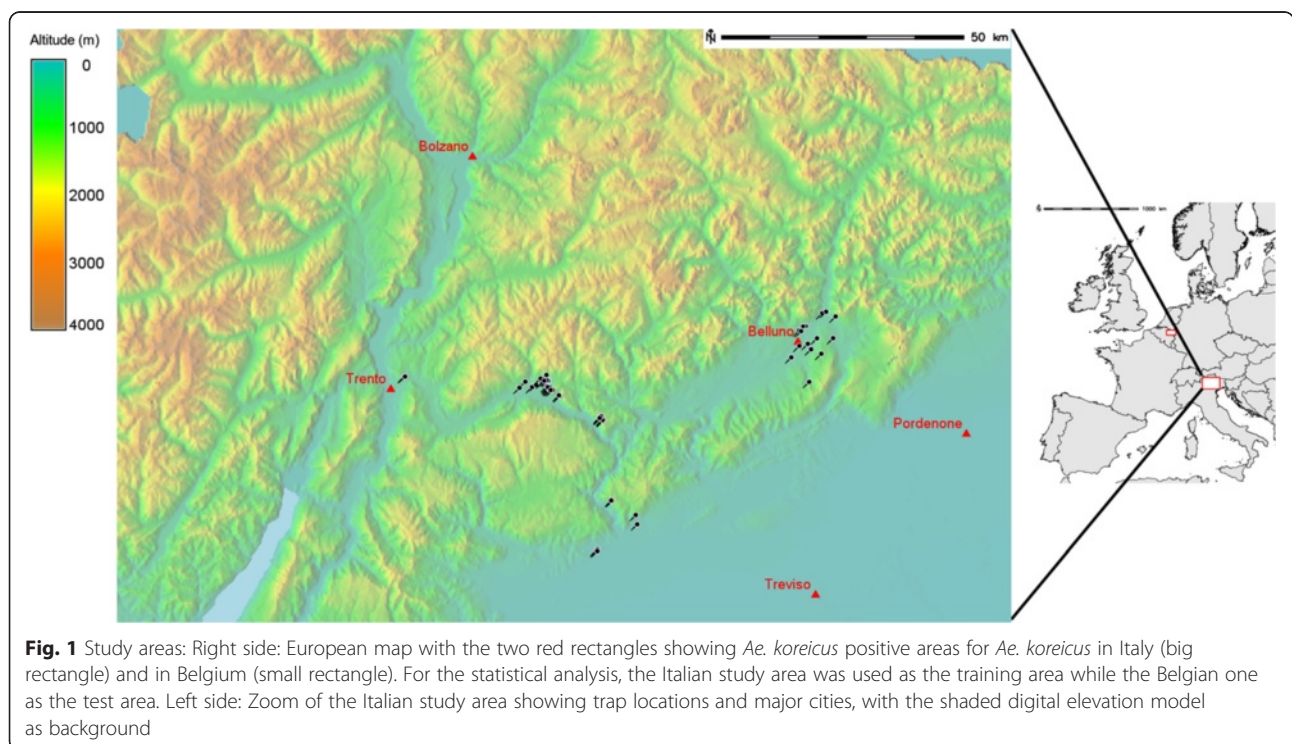 Altitude (m)
0
1000
2000
3000
4000
N
50 km
Bolzano
Trento
Belluno
Pordenone
Treviso
1000 km
Fig. 1 Study areas: Right side: European map with the two red rectangles showing Ae. koreicus positive areas for Ae. koreicus in Italy (big
rectangle) and in Belgium (small rectangle). For the statistical analysis, the Italian study area was used as the training area while the Belgian one
as the test area. Left side: Zoom of the Italian study area showing trap locations and major cities, with the shaded digital elevation model
as background